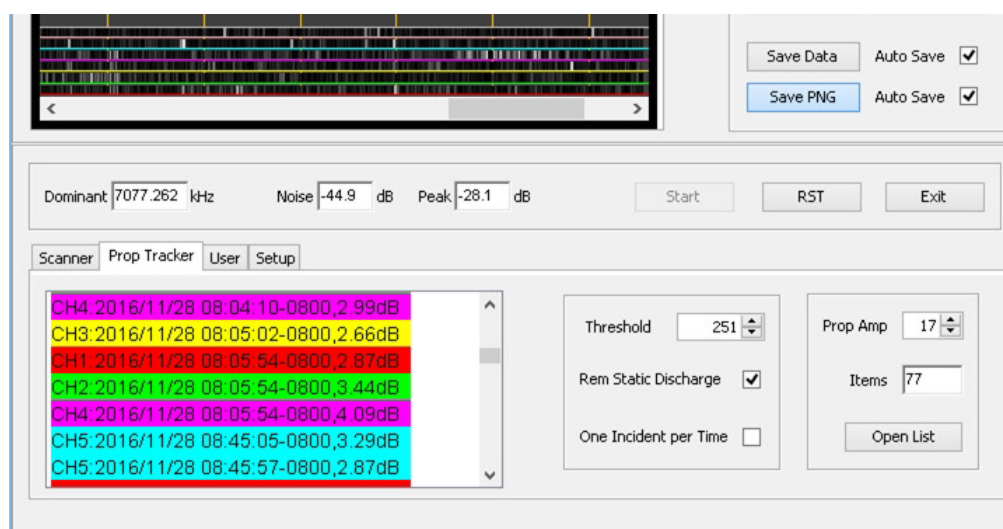 Save Data Auto Save
Save PNG Auto Save
Dominant 7077.262 kHz Noise -44.9 dB Peak -28.1 dB Start RST Exit
Scanner Prop Tracker User Setup
CH4:2016/11/28 08:04:10-0800,2.99dB
CH3:2016/11/28 08:05:02-0800,2.66dB
CH1:2016/11/28 08:05:54-0800,2.87dB
CH2:2016/11/28 08:05:54-0800,3.44dB
CH4:2016/11/28 08:05:54-0800,4.09dB
CH5:2016/11/28 08:45:05-0800,3.29dB
CH5:2016/11/28 08:45:57-0800,2.87dB
Threshold 251
Rem Static Discharge
One Incident per Time
Prop Amp 17
Items 77
Open List